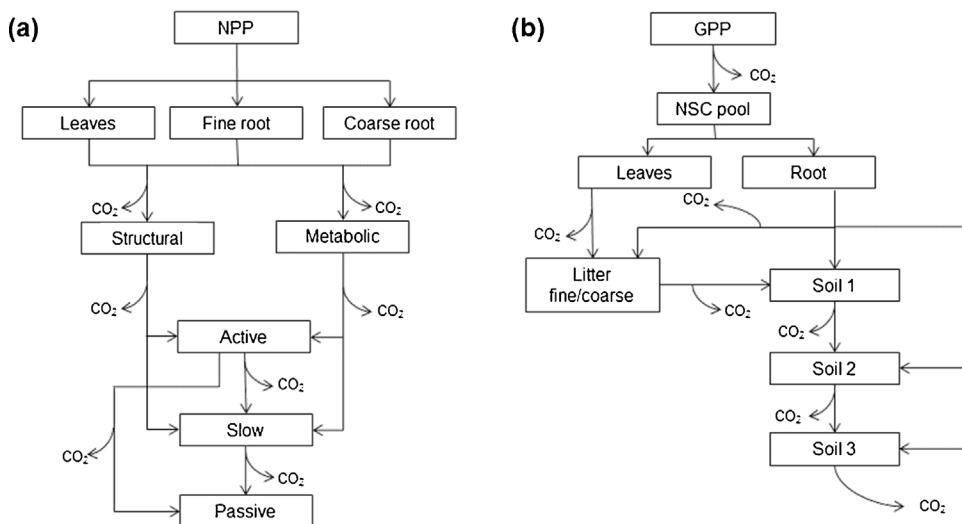 (a)
NPP
Leaves
Fine root
Coarse root
CO2
CO2
Structural
Metabolic
CO2
CO2
Active
CO2
Slow
CO2
CO2
Passive
(b)
GPP
CO2
NSC pool
Leaves
Root
CO2
CO2
Litter
fine/coarse
Soil 1
CO2
CO2
Soil 2
CO2
Soil 3
CO2